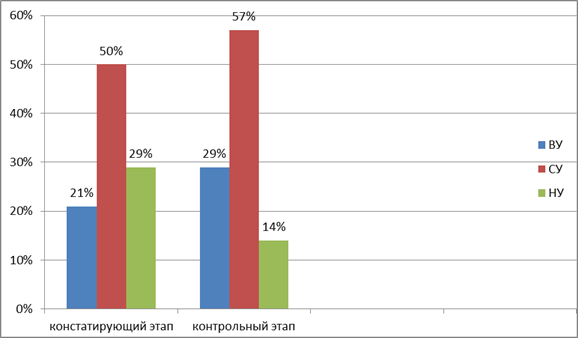 60%
50%
40%
30%
20%
10%
0%
21%
50%
29%
29%
57%
14%
констатирующий этап
контрольный этап
ВУ
СУ
НУ